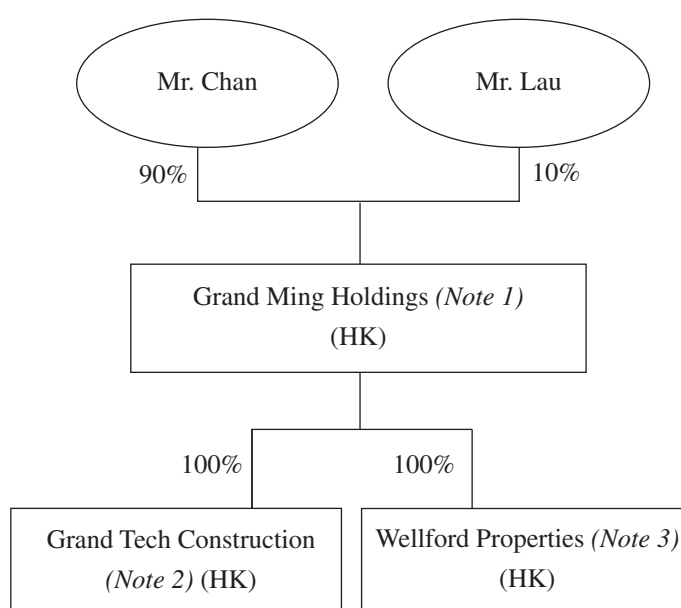 Mr. Chan
Mr. Lau
90%
10%
Grand Ming Holdings (Note 1)
(HK)
100%
100%
Grand Tech Construction
(Note 2) (HK)
Wellford Properties (Note 3)
(HK)